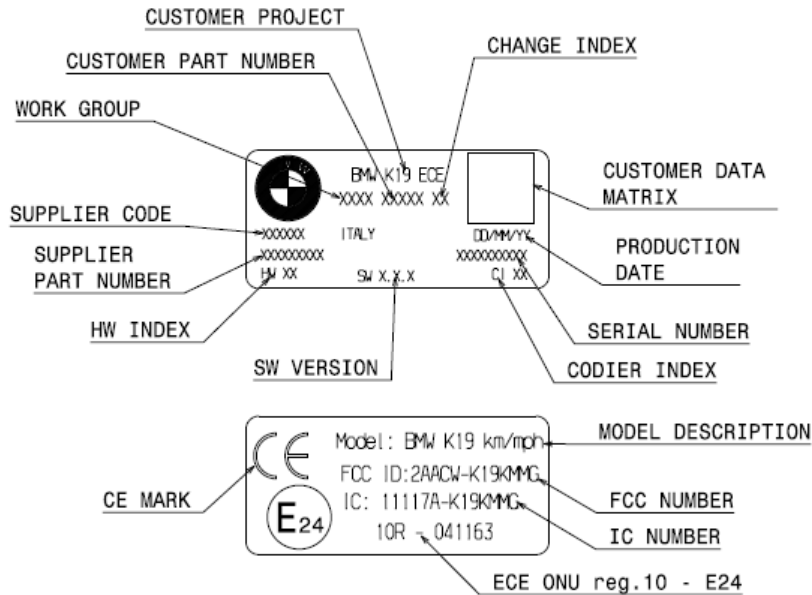 CUSTOMER PROJECT
CUSTOMER PART NUMBER
CHANGE INDEX
WORK GROUP
BMW K19 ECE
XXXX XXXXX XX
CUSTOMER DATA
MATRIX
SUPPLIER CODE
XXXXXX ITALY DD/MM/YY
SUPPLIER
PART NUMBER
XXXXXXXXX XXXXXXXXXX
PRODUCTION
DATE
HW XX SW X.X.X CI XX
HW INDEX
SERIAL NUMBER
SW VERSION
CODIER INDEX
Model: BMW K19 km/mph
MODEL DESCRIPTION
CE
FCC ID:2AACW-K19KMMG
CE MARK
FCC NUMBER
E24
IC: 11117A-K19KMMG
IC NUMBER
10R - 041163
ECE ONU reg.10 - E24